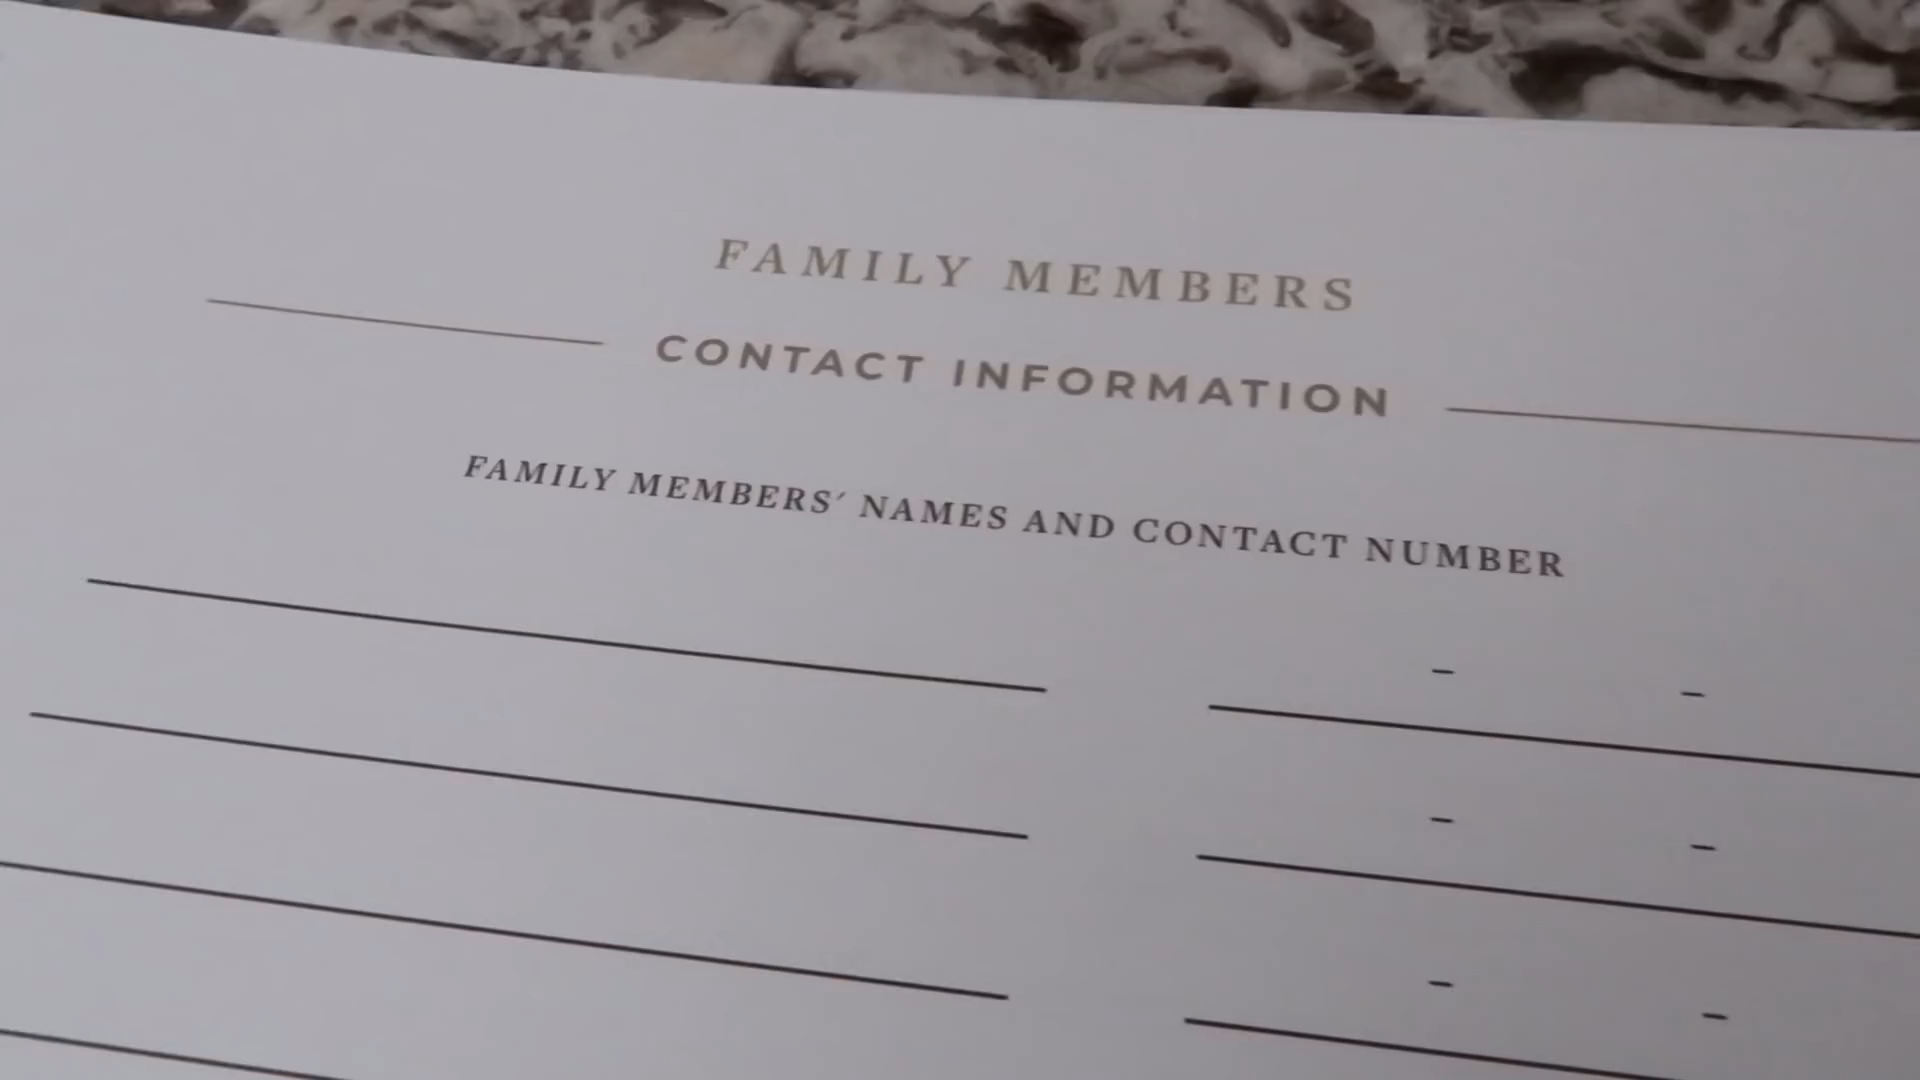 FAMILY MEMBERS
CONTACT INFORMATION
FAMILY MEMBERS' NAMES AND CONTACT NUMBER
- -
- -
- -